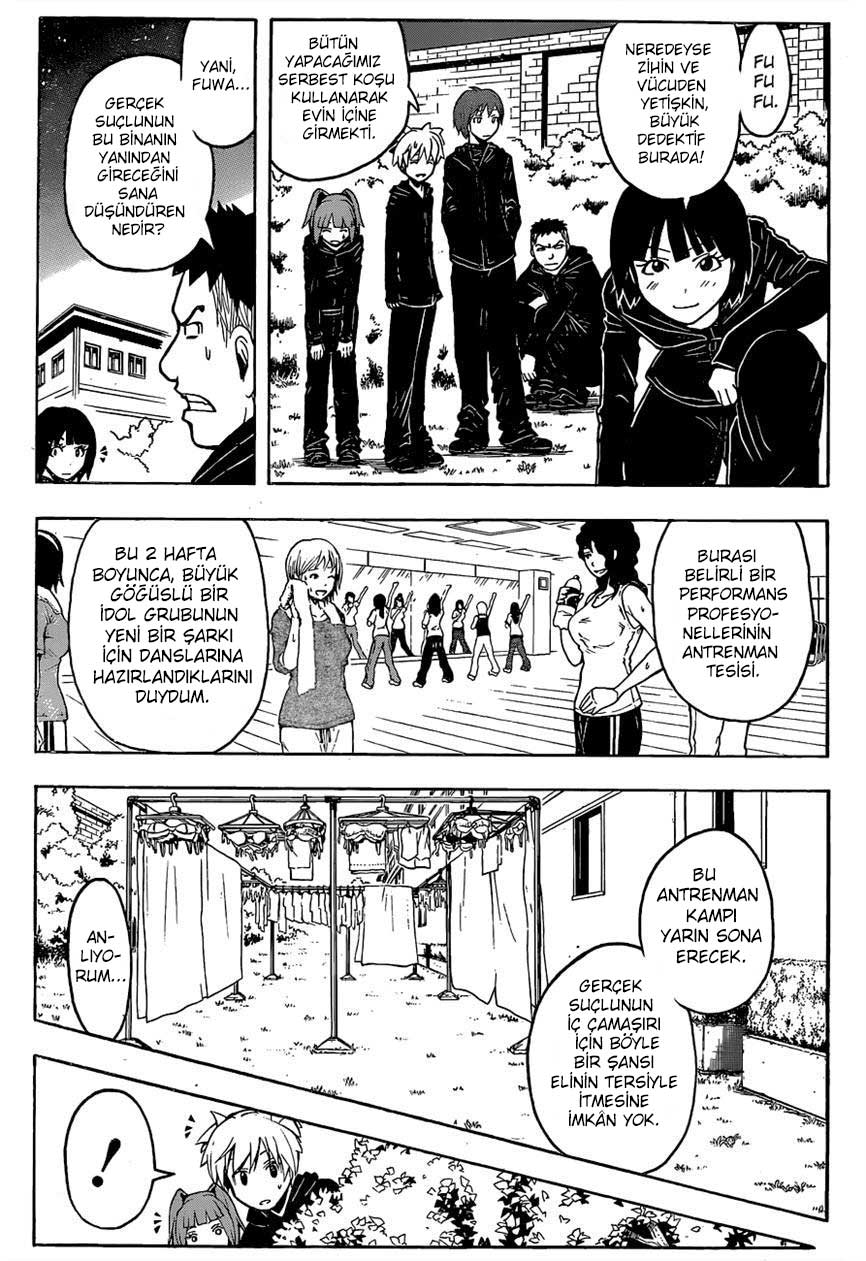 FU
FU
FU.
NEREDEYSE
ZİHİN VE
VÜCUDEN
YETİŞKİN,
BÜYÜK
DEDEKTİF
BURADA!
BÜTÜN
YAPACAĞIMIZ
SERBEST KOŞU
KULLANARAK
EVİN İÇİNE
GİRMEKTİ.
YANİ,
FUWA...
GERÇEK
SUÇLUNUN
BU BİNANIN
YANINDAN
GİRECEĞİNİ
SANA
DÜŞÜNDÜREN
NEDİR?
BURASI
BELİRLİ BİR
PERFORMANS
PROFESYO-
NELLERİNİN
ANTRENMAN
TESİSİ.
BU 2 HAFTA
BOYUNCA, BÜYÜK
GÖĞÜSLÜ BİR
İDOL GRUBUNUN
YENİ BİR ŞARKI
İÇİN DANSLARINA
HAZIRLANDIKLARINI
DUYDUM.
BU
ANTRENMAN
KAMPI
YARIN SONA
ERECEK.
GERÇEK
SUÇLUNUN
İÇ ÇAMAŞIRI
İÇİN BÖYLE
BİR ŞANSI
ELİNİN TERSİYLE
İTMESİNE
İMKÂN YOK.
AN-
LIYO-
RUM...
!